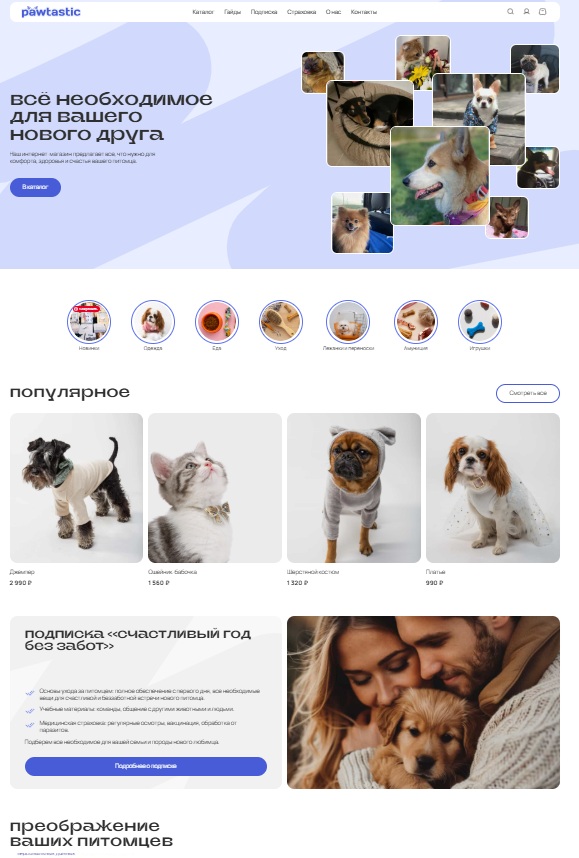 pawtastic
Каталог Гайды Подписка Страховка О нас Контакты
всё необходимое
для вашего
нового друга
Наш интернет магазин предлагает все, что нужно для
комфорта, здоровья и счастья вашего питомца.
В каталог
Новинки Одежда Еда Уход Лежанки и переноски Амуниция Игрушки
популярное
Смотреть все
Джемпер
2 990 ₽
Ошейник-бабочка
1 560 ₽
Шерстяной костюм
1 320 ₽
Платье
990 ₽
подписка «счастливый год
без забот»
Основы ухода за питомцем: полное обеспечение с первого дня, все необходимые
вещи для счастливой и беззаботной встречи нового питомца.
Учебные материалы: команды, общение с другими животными и людьми.
Медицинская страховка: регулярные осмотры, вакцинация, обработка от
паразитов.
Подберем все необходимое для вашей семьи и породы нового любимца.
Подробнее о подписке
преображение
ваших питомцев